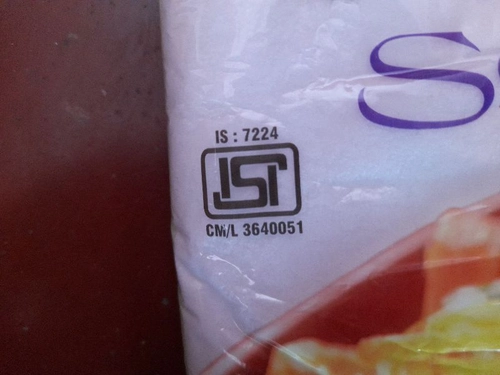 IS : 7224
ISI
CM/L 3640051
S